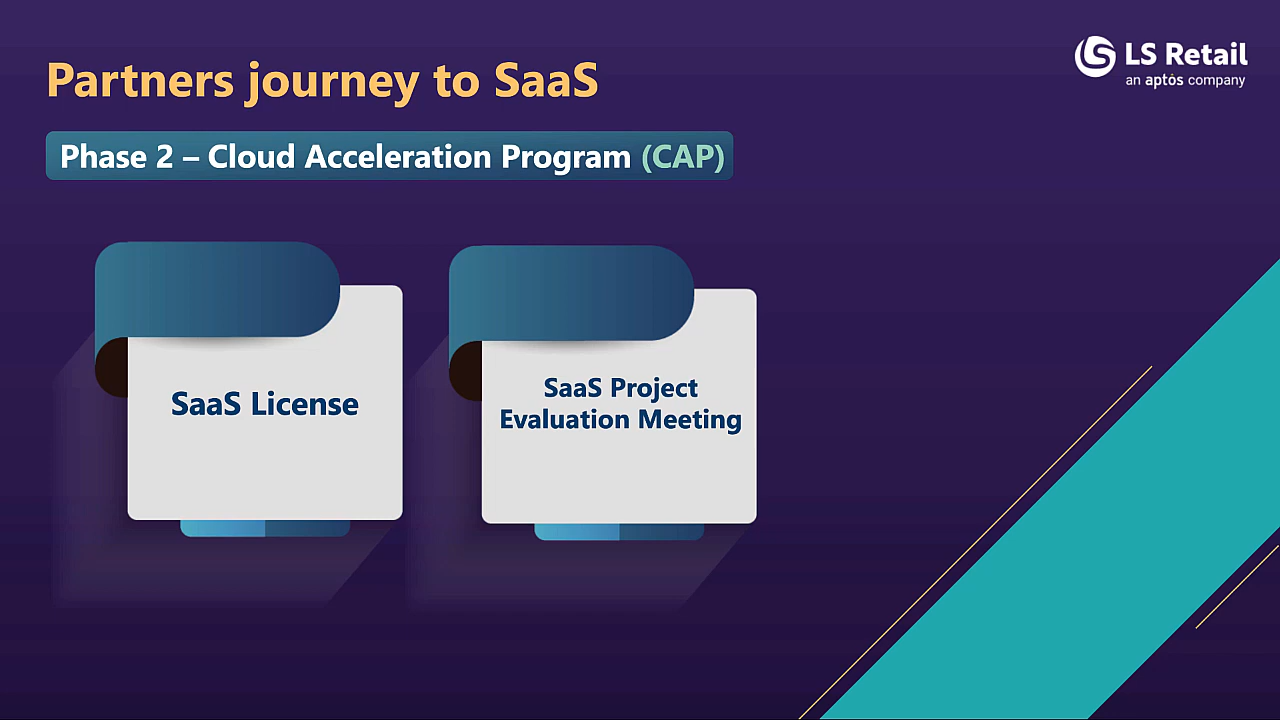 Partners journey to SaaS
LS Retail
an aptos company
Phase 2 – Cloud Acceleration Program (CAP)
SaaS License
SaaS Project
Evaluation Meeting